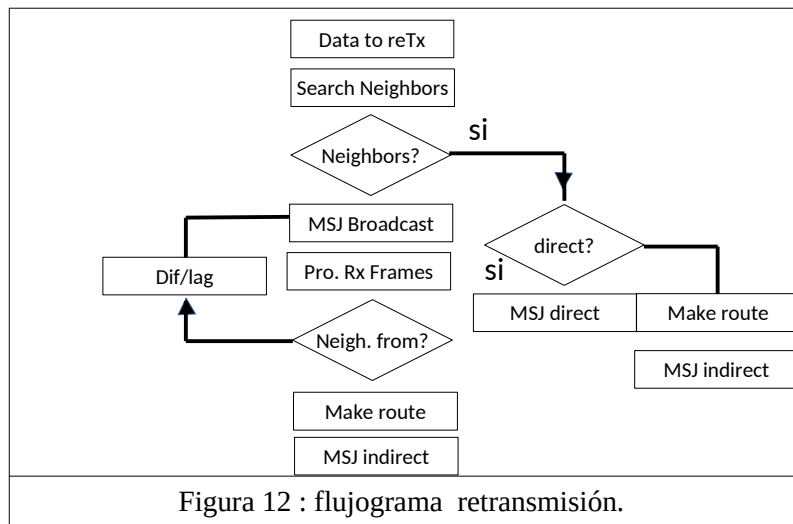 Data to reTx
Search Neighbors
si
Neighbors?
MSJ Broadcast
direct?
si
Pro. Rx Frames
Dif/lag
MSJ direct
Make route
Neigh. from?
MSJ indirect
Make route
MSJ indirect
Figura 12 : flujograma retransmisión.